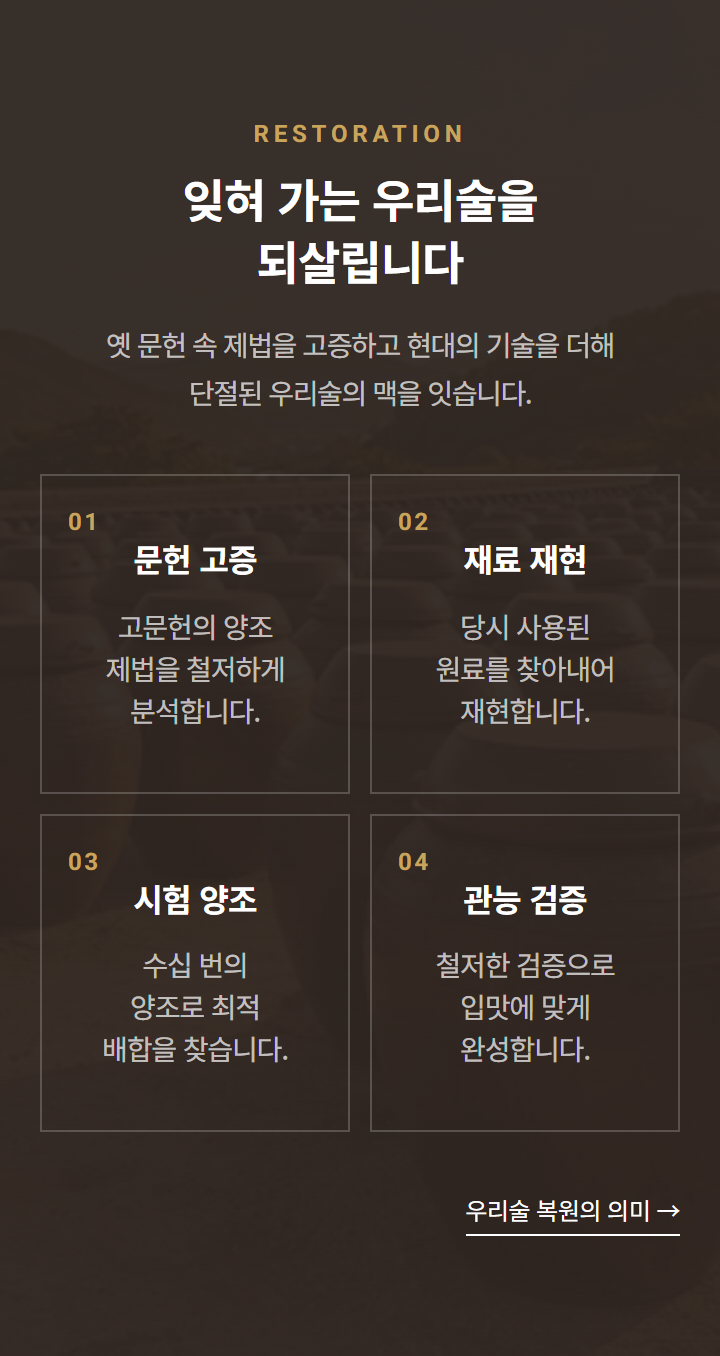 RESTORATION
잊혀 가는 우리술을
되살립니다
옛 문헌 속 제법을 고증하고 현대의 기술을 더해
단절된 우리술의 맥을 잇습니다.
01
문헌 고증
고문헌의 양조
제법을 철저하게
분석합니다.
02
재료 재현
당시 사용된
원료를 찾아내어
재현합니다.
03
시험 양조
수십 번의
양조로 최적
배합을 찾습니다.
04
관능 검증
철저한 검증으로
입맛에 맞게
완성합니다.
우리술 복원의 의미 →